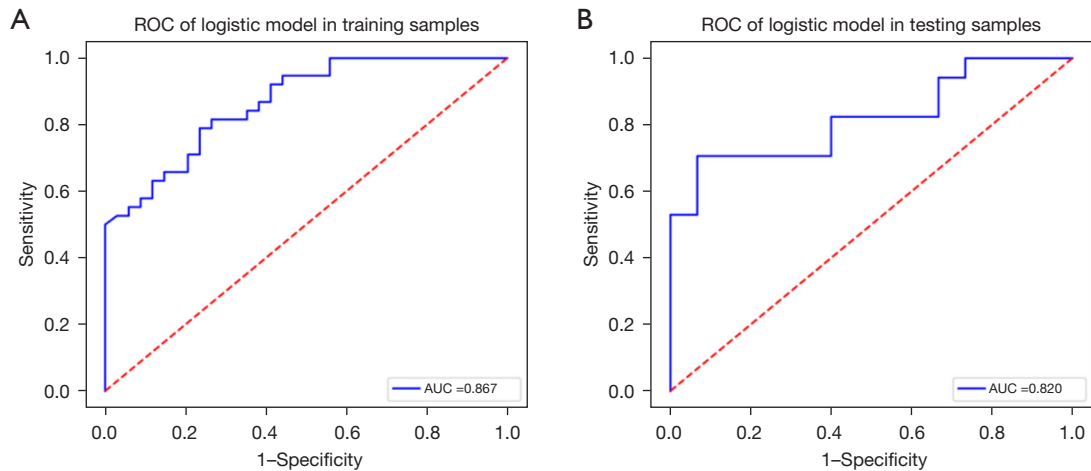 A
ROC of logistic model in training samples
1.0
0.8
0.6
0.4
0.2
0.0
Sensitivity
AUC =0.867
0.0 0.2 0.4 0.6 0.8 1.0
1–Specificity
B
ROC of logistic model in testing samples
1.0
0.8
0.6
0.4
0.2
0.0
Sensitivity
AUC =0.820
0.0 0.2 0.4 0.6 0.8 1.0
1–Specificity